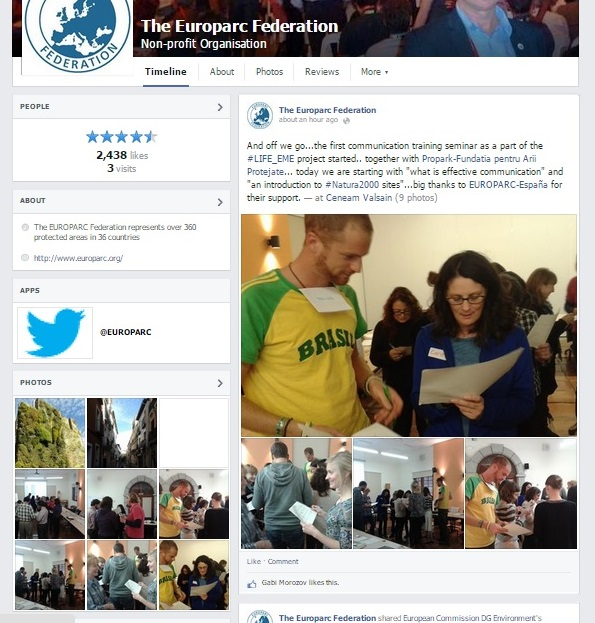 FEDERATION
The Europarc Federation
Non-profit Organisation
Timeline About Photos Reviews More
PEOPLE
2,438 likes
3 visits
ABOUT
The EUROPARC Federation represents over 360
protected areas in 36 countries
http://www.europarc.org/
APPS
@EUROPARC
PHOTOS
The Europarc Federation
about an hour ago
And off we go...the first communication training seminar as a part of the
#LIFE_EME project started.. together with Propark-Fundatia pentru Arii
Protejate... today we are starting with "what is effective communication" and
"an introduction to #Natura2000 sites"...big thanks to EUROPARC-España for
their support. — at Ceneam Valsain (9 photos)
BRASIL
Like · Comment
Gabi Morozov likes this.
The Europarc Federation shared European Commission DG Environment's